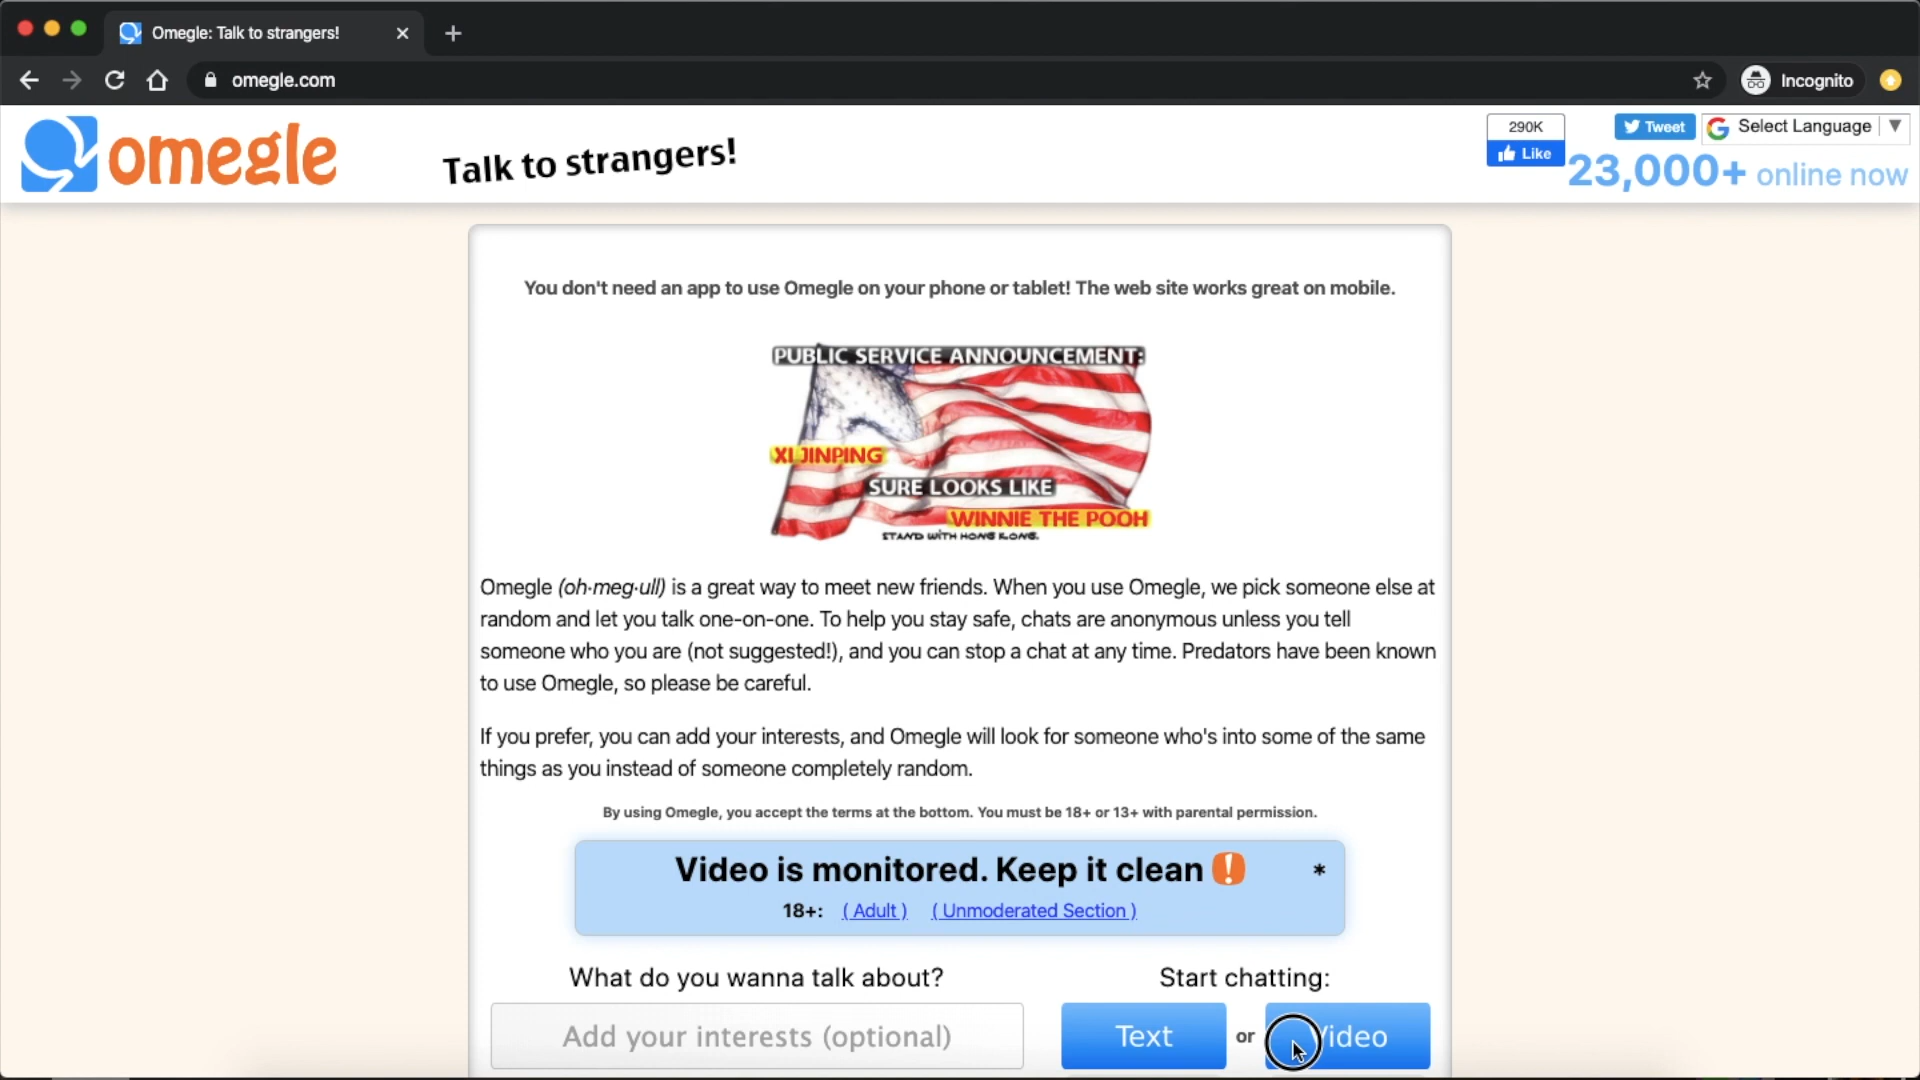 Omegle: Talk to strangers!
omegle.com
Incognito
omegle
Talk to strangers!
290K
Like
Tweet
Select Language
23,000+ online now
You don't need an app to use Omegle on your phone or tablet! The web site works great on mobile.
PUBLIC SERVICE ANNOUNCEMENT:
XI JINPING
SURE LOOKS LIKE
WINNIE THE POOH
STAND WITH HONG KONG.
Omegle (oh·meg·ull) is a great way to meet new friends. When you use Omegle, we pick someone else at
random and let you talk one-on-one. To help you stay safe, chats are anonymous unless you tell
someone who you are (not suggested!), and you can stop a chat at any time. Predators have been known
to use Omegle, so please be careful.
If you prefer, you can add your interests, and Omegle will look for someone who's into some of the same
things as you instead of someone completely random.
By using Omegle, you accept the terms at the bottom. You must be 18+ or 13+ with parental permission.
Video is monitored. Keep it clean ! *
18+: (Adult) (Unmoderated Section)
What do you wanna talk about?
Start chatting:
Add your interests (optional)
Text or Video